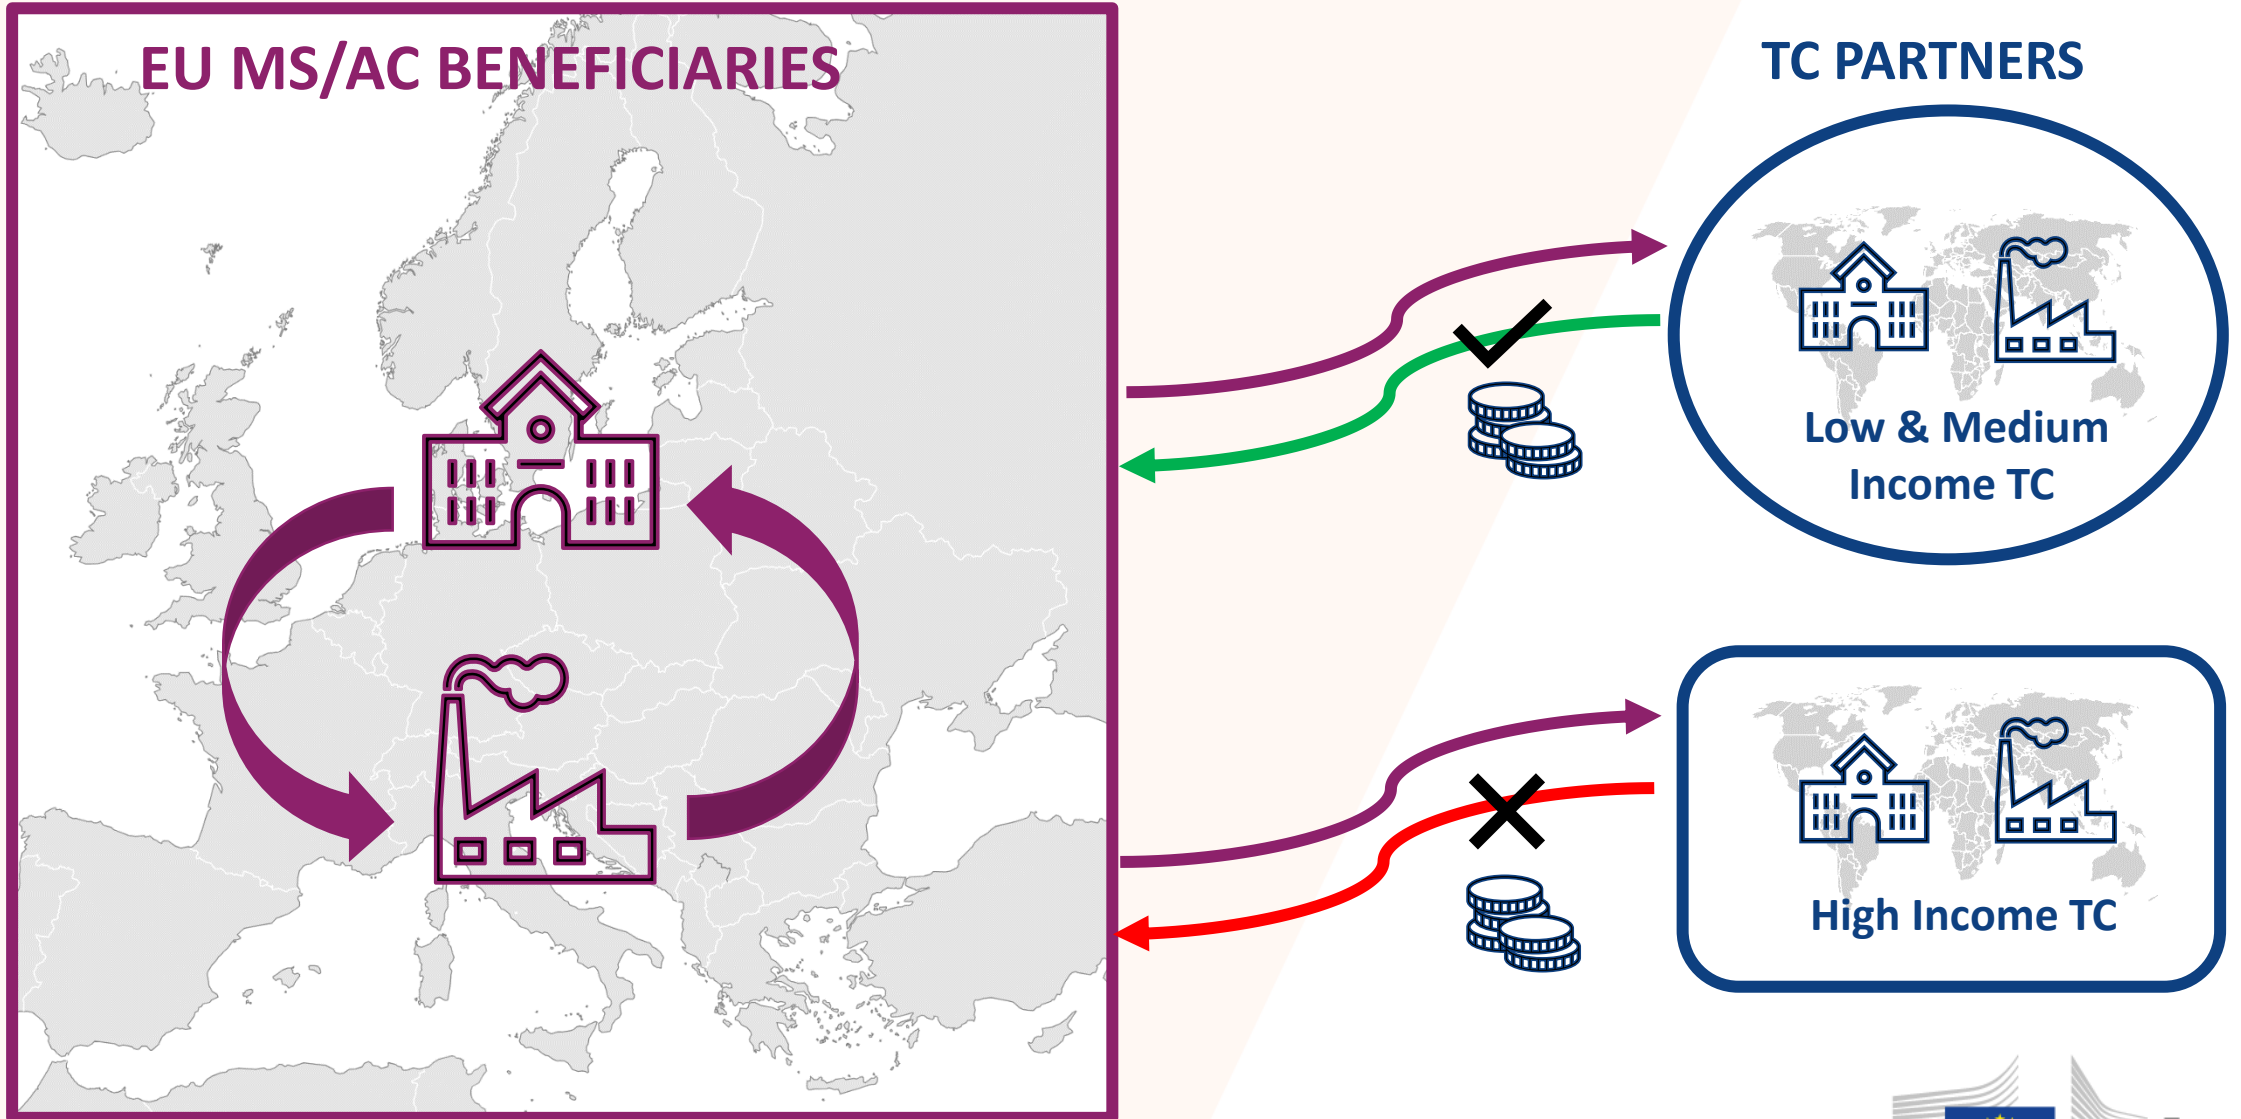 EU MS/AC BENEFICIARIES
TC PARTNERS
Low & Medium
Income TC
High Income TC